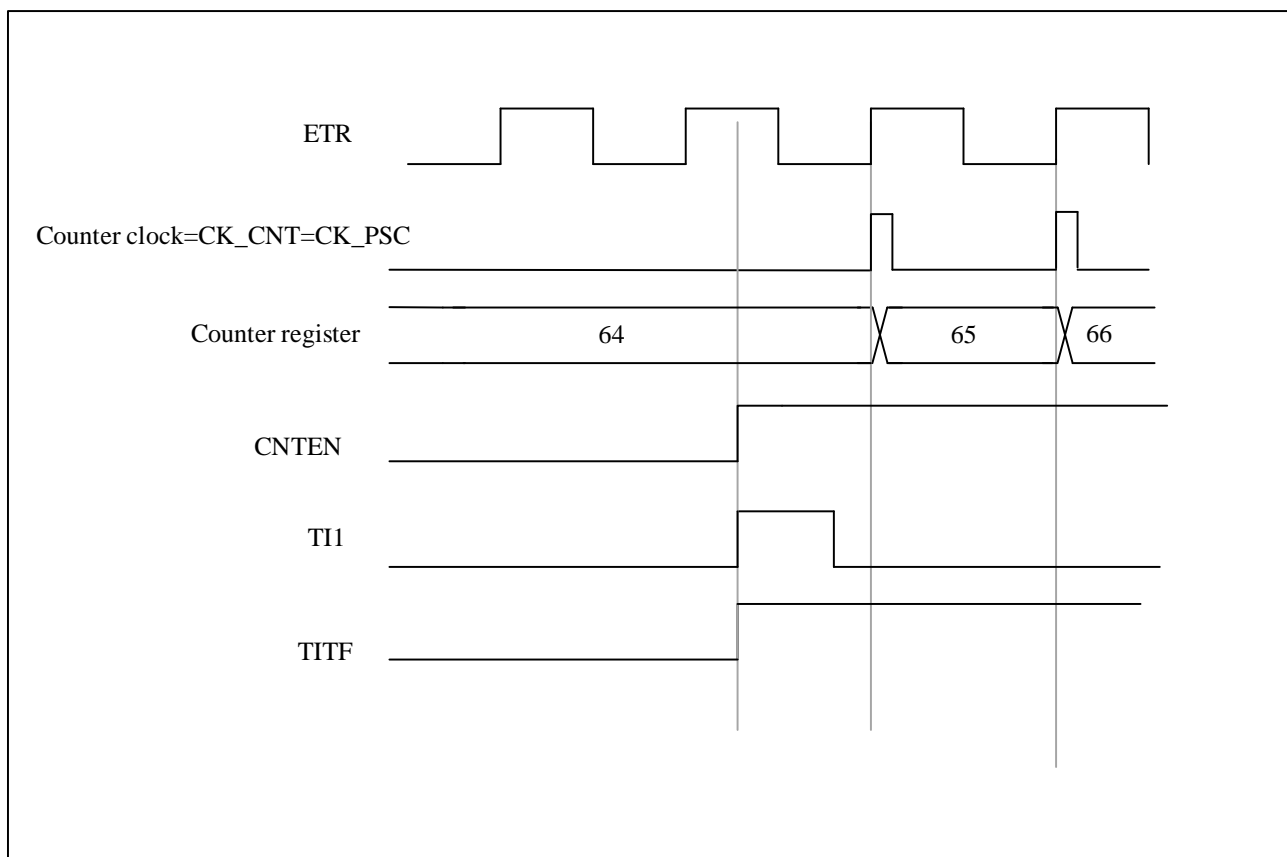 ETR
Counter clock=CK_CNT=CK_PSC
Counter register 64 65 66
CNTEN
TI1
TITF